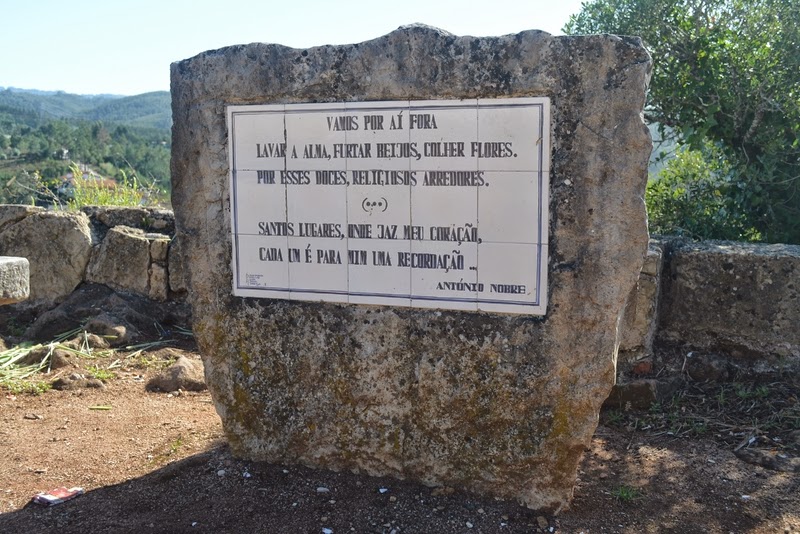 VAMOS POR AÍ FORA
LAVAR A ALMA, FURTAR BEIJOS, COLHER FLORES.
POR ESSES DOCES, RELIGIOSOS ARREDORES.
(...)
SANTOS LUGARES, ONDE JAZ MEU CORAÇÃO,
CADA UM É PARA MIM UMA RECORDAÇÃO ...
ANTÓNIO NOBRE